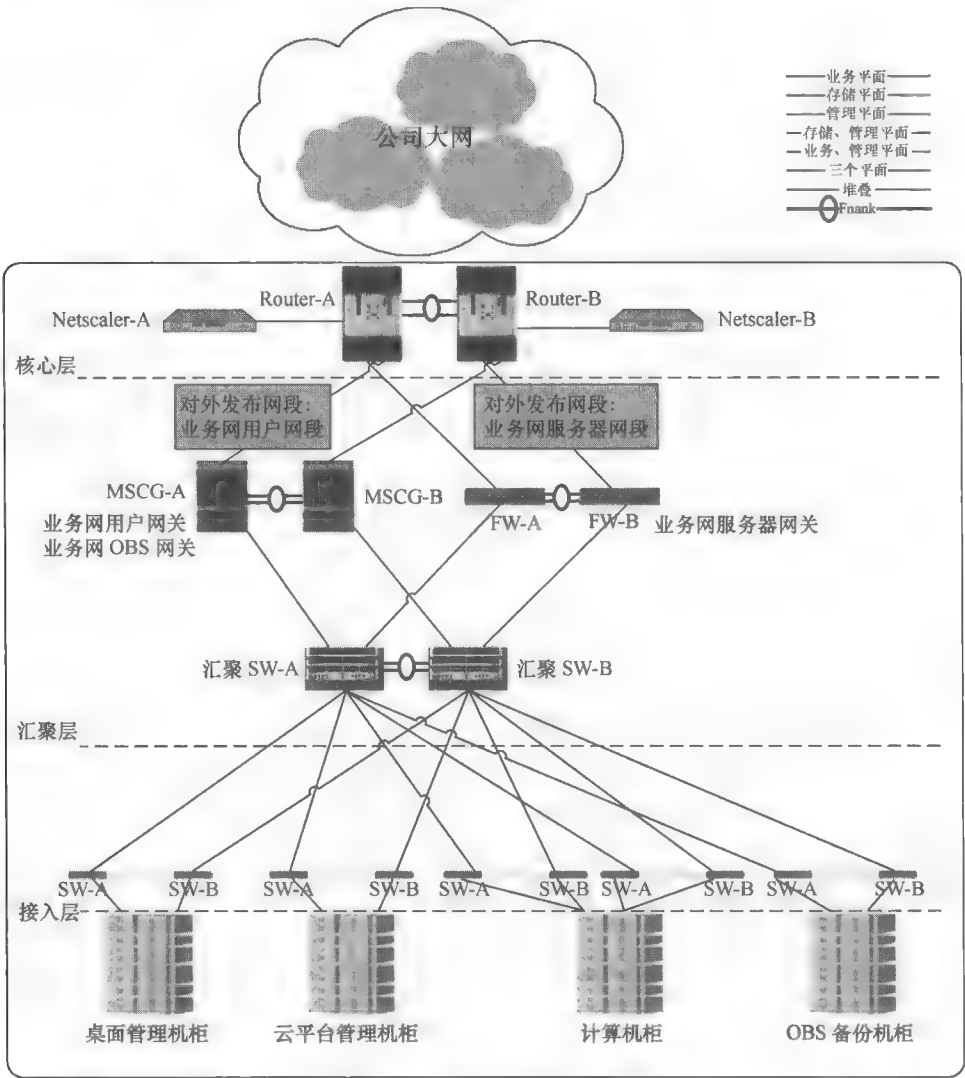 公司大网
业务平面
存储平面
管理平面
存储、管理平面
业务、管理平面
三个平面
堆叠
Fnank
Netscaler-A
Router-A
Router-B
Netscaler-B
核心层
对外发布网段：
业务网用户网段
对外发布网段：
业务网服务器网段
MSCG-A
MSCG-B
业务网用户网关
业务网 OBS 网关
FW-A
FW-B
业务网服务器网关
汇聚 SW-A
汇聚 SW-B
汇聚层
SW-A
SW-B
SW-A
SW-B
SW-A
SW-B
SW-A
SW-B
SW-A
SW-B
接入层
桌面管理机柜
云平台管理机柜
计算机柜
OBS 备份机柜